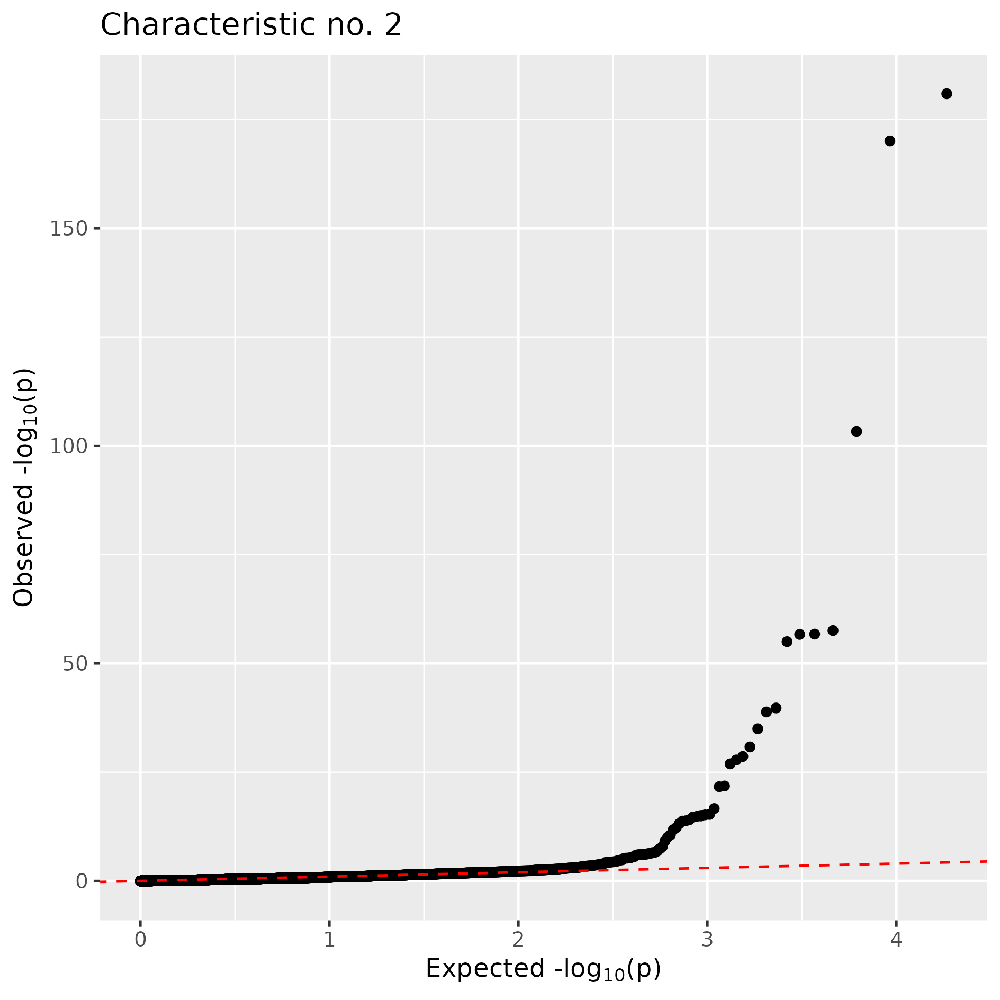 Characteristic no. 2
Observed -log₁₀(p)
150
100
50
0
0 1 2 3 4
Expected -log₁₀(p)